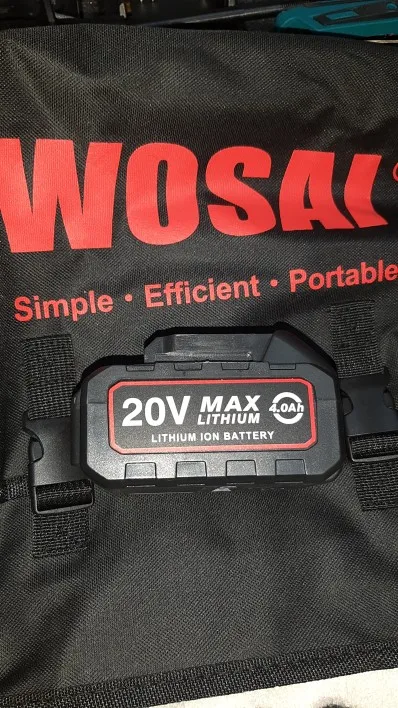 WOSAI
Simple · Efficient · Portable
20V MAX LITHIUM 4.0Ah
LITHIUM ION BATTERY